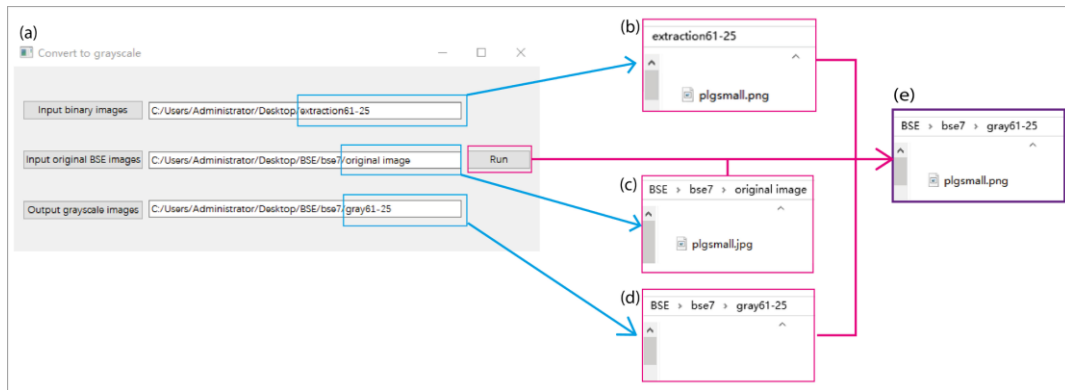 (a)
Convert to grayscale
Input binary images C:/Users/Administrator/Desktop/extraction61-25
Input original BSE images C:/Users/Administrator/Desktop/BSE/bse7/original image Run
Output grayscale images C:/Users/Administrator/Desktop/BSE/bse7/gray61-25
(b)
extraction61-25
plgsmall.png
(c)
BSE > bse7 > original image
plgsmall.jpg
(d)
BSE > bse7 > gray61-25
(e)
BSE > bse7 > gray61-25
plgsmall.png